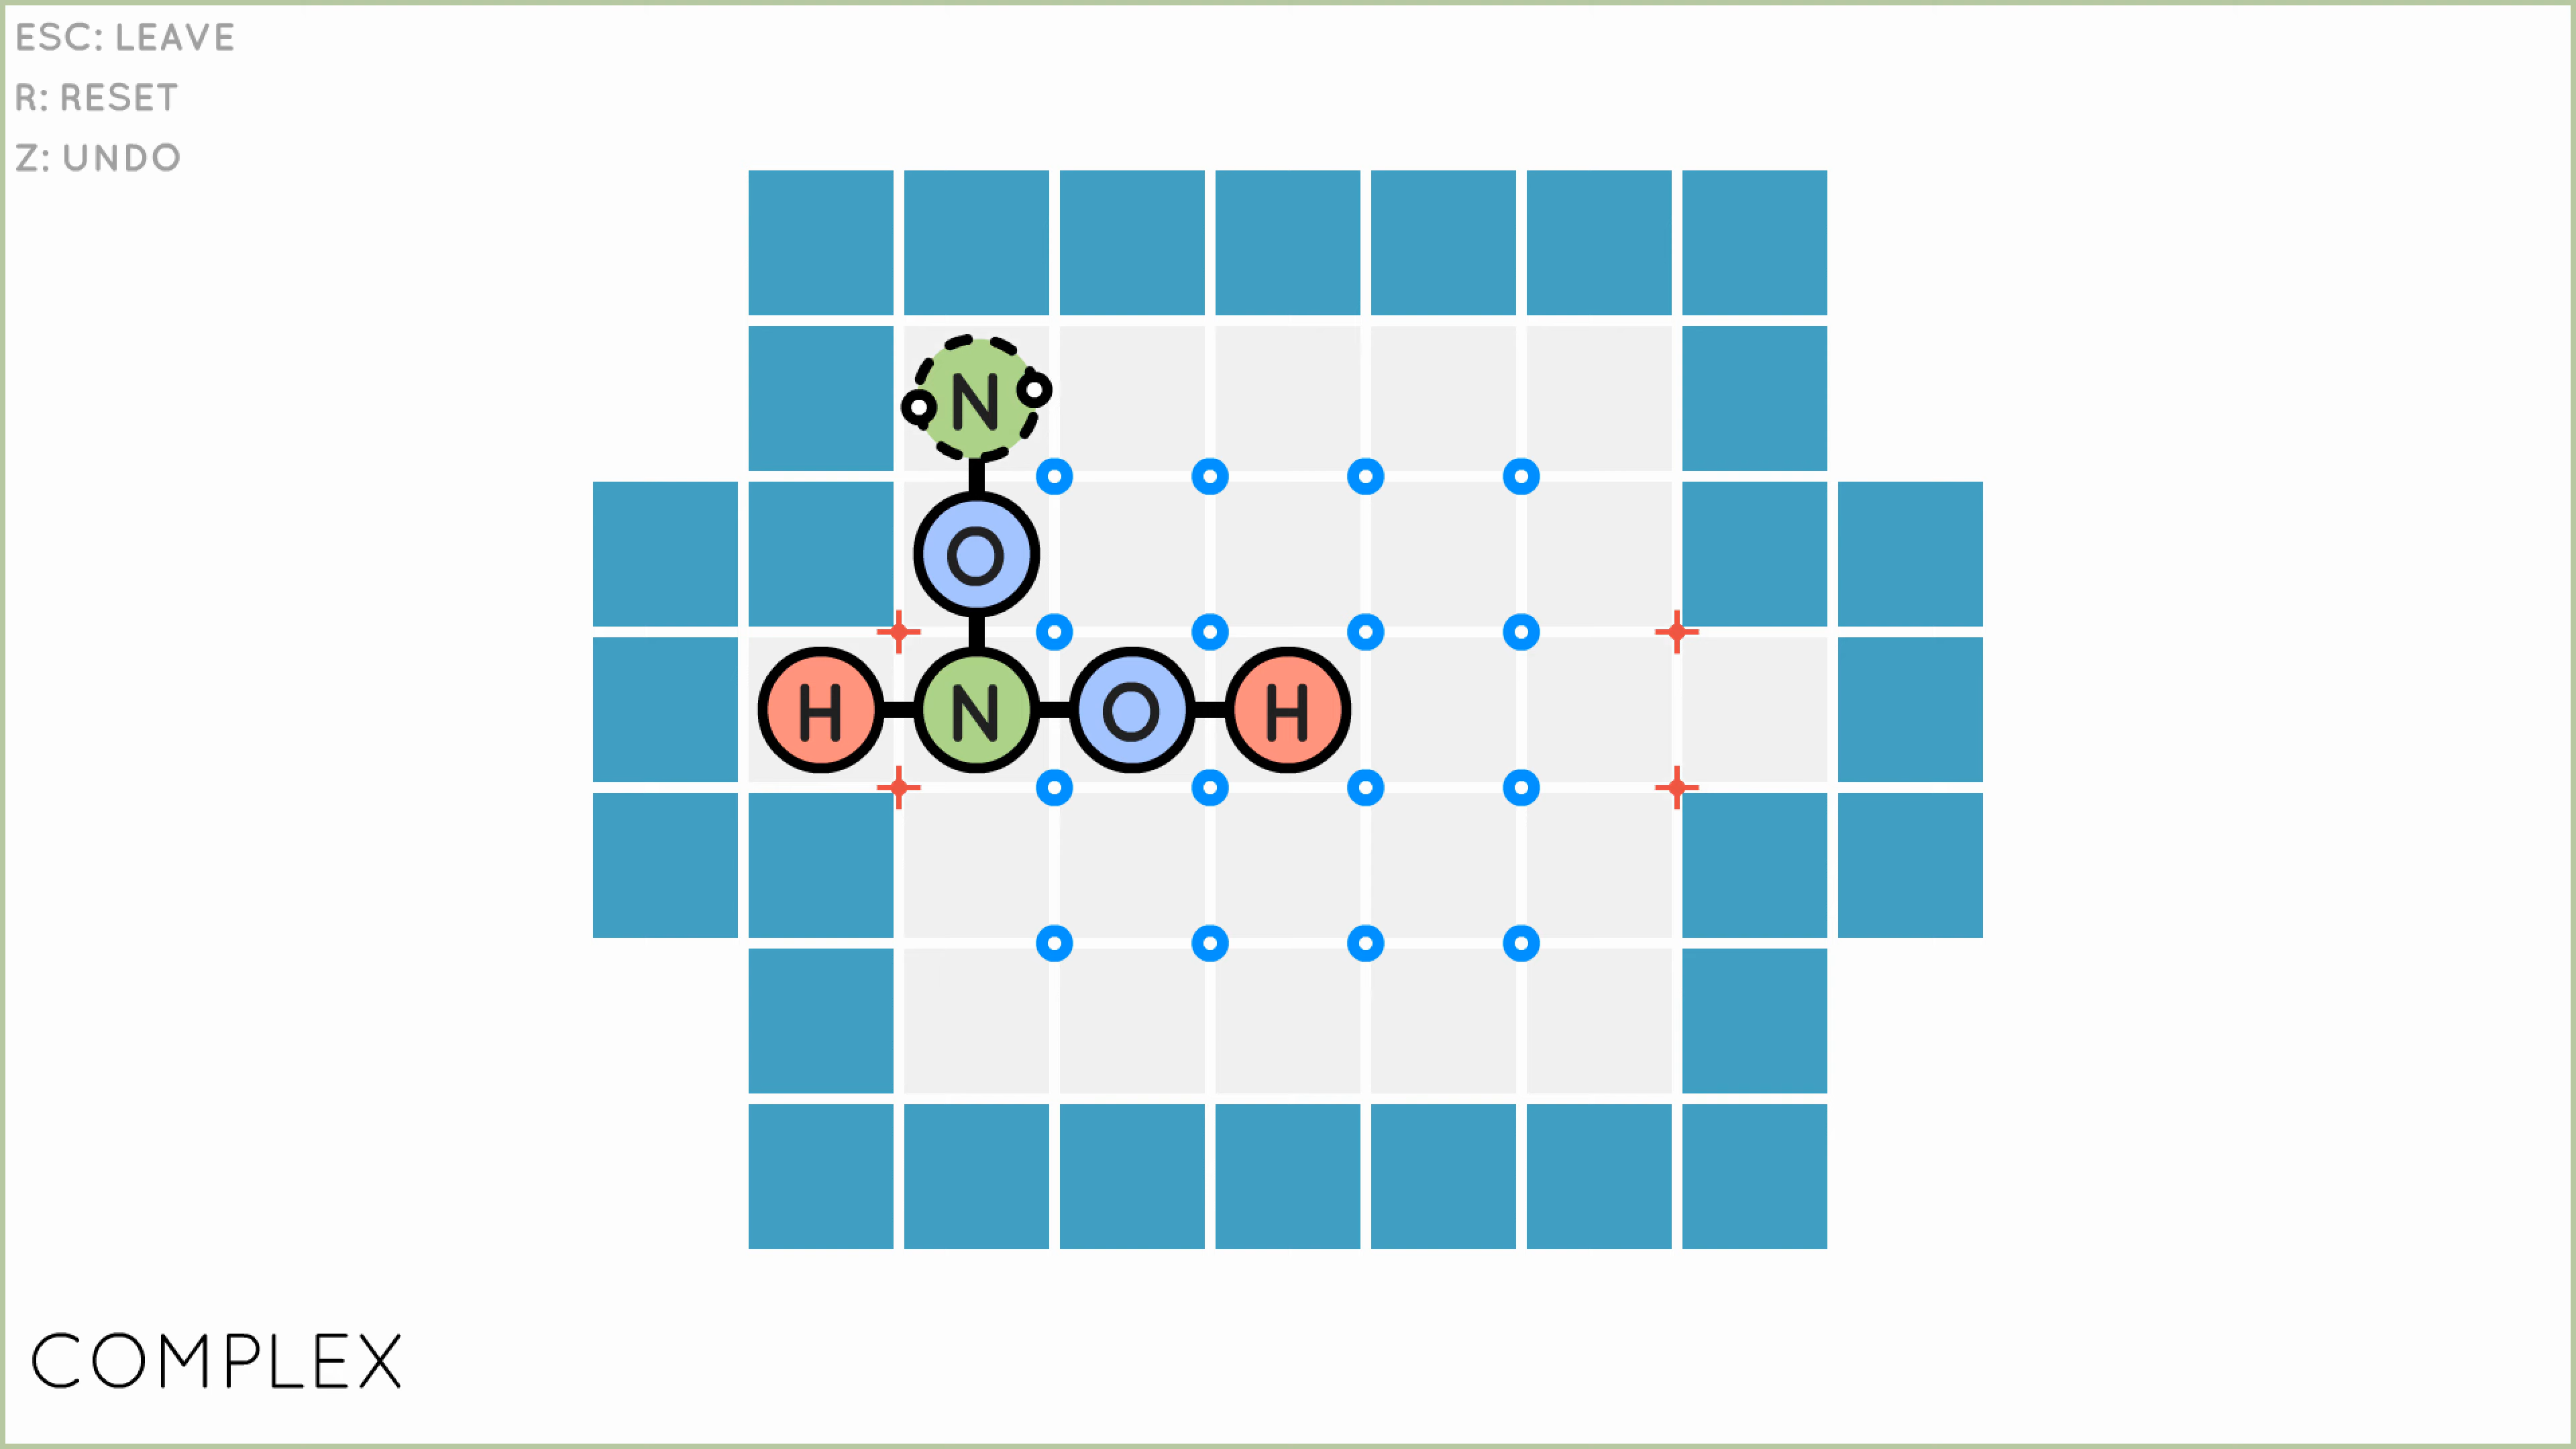 ESC: LEAVE
R: RESET
Z: UNDO
N
O
H N O H
COMPLEX